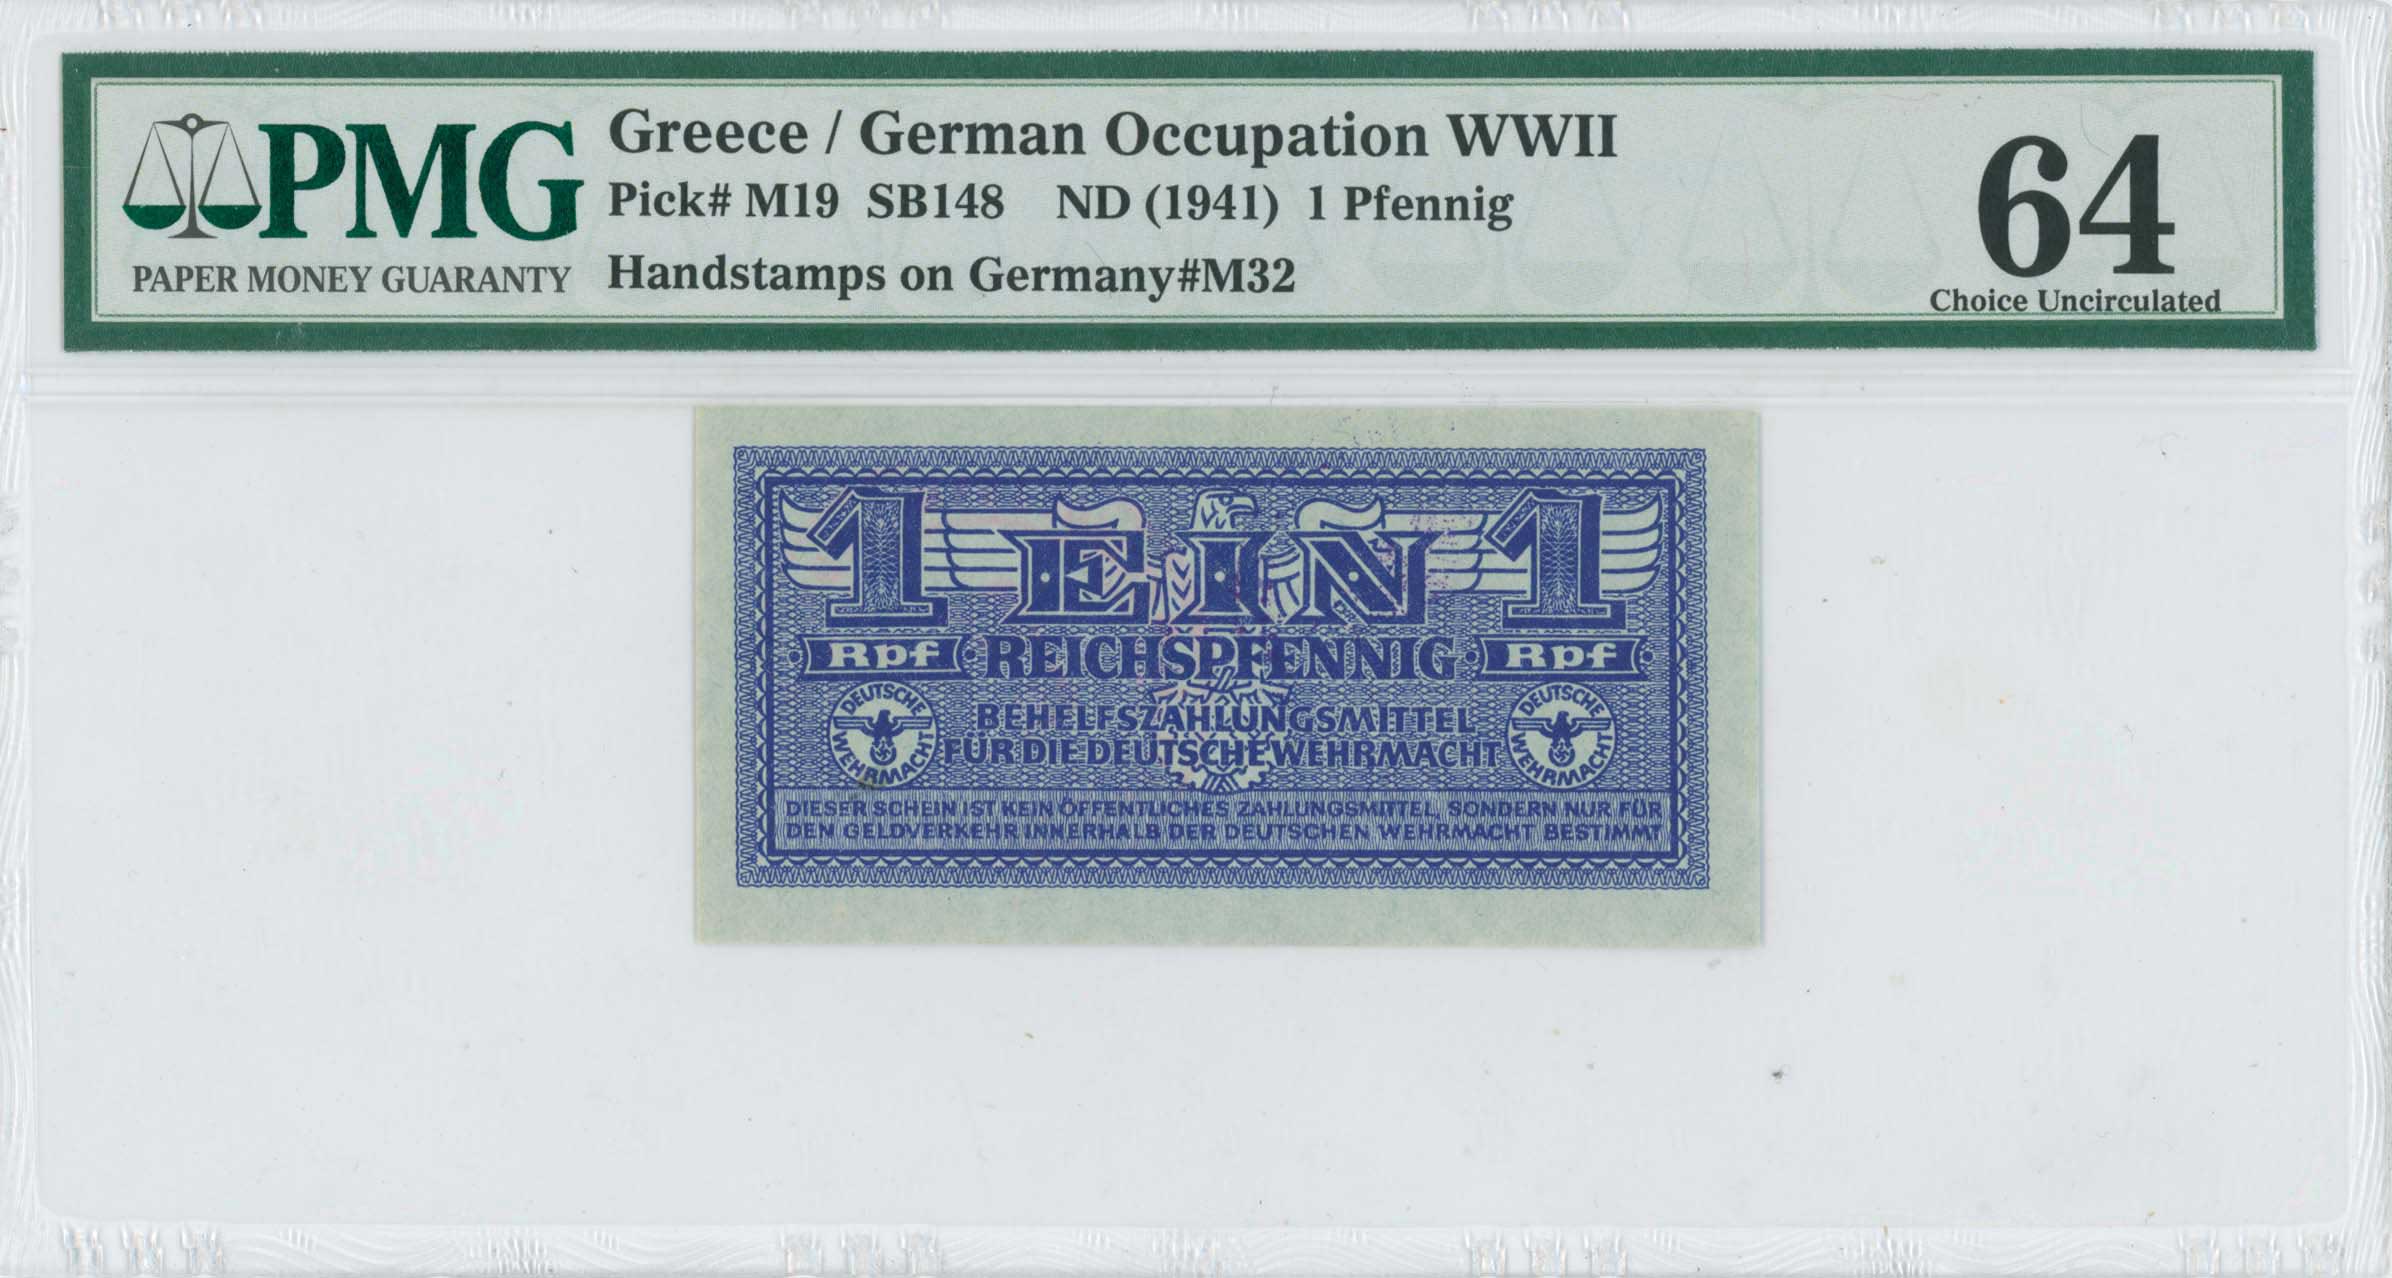 PMG
PAPER MONEY GUARANTY
Greece / German Occupation WWII
Pick# M19 SB148 ND (1941) 1 Pfennig
Handstamps on Germany#M32
64
Choice Uncirculated
1 EIN 1
Rpf REICHSPFENNIG Rpf
DEUTSCHE WEHRMACHT
BEHELFSZAHLUNGSMITTEL
FÜR DIE DEUTSCHE WEHRMACHT
DEUTSCHE WEHRMACHT
DIESER SCHEIN IST KEIN ÖFFENTLICHES ZAHLUNGSMITTEL, SONDERN NUR FÜR
DEN GELDVERKEHR INNERHALB DER DEUTSCHEN WEHRMACHT BESTIMMT